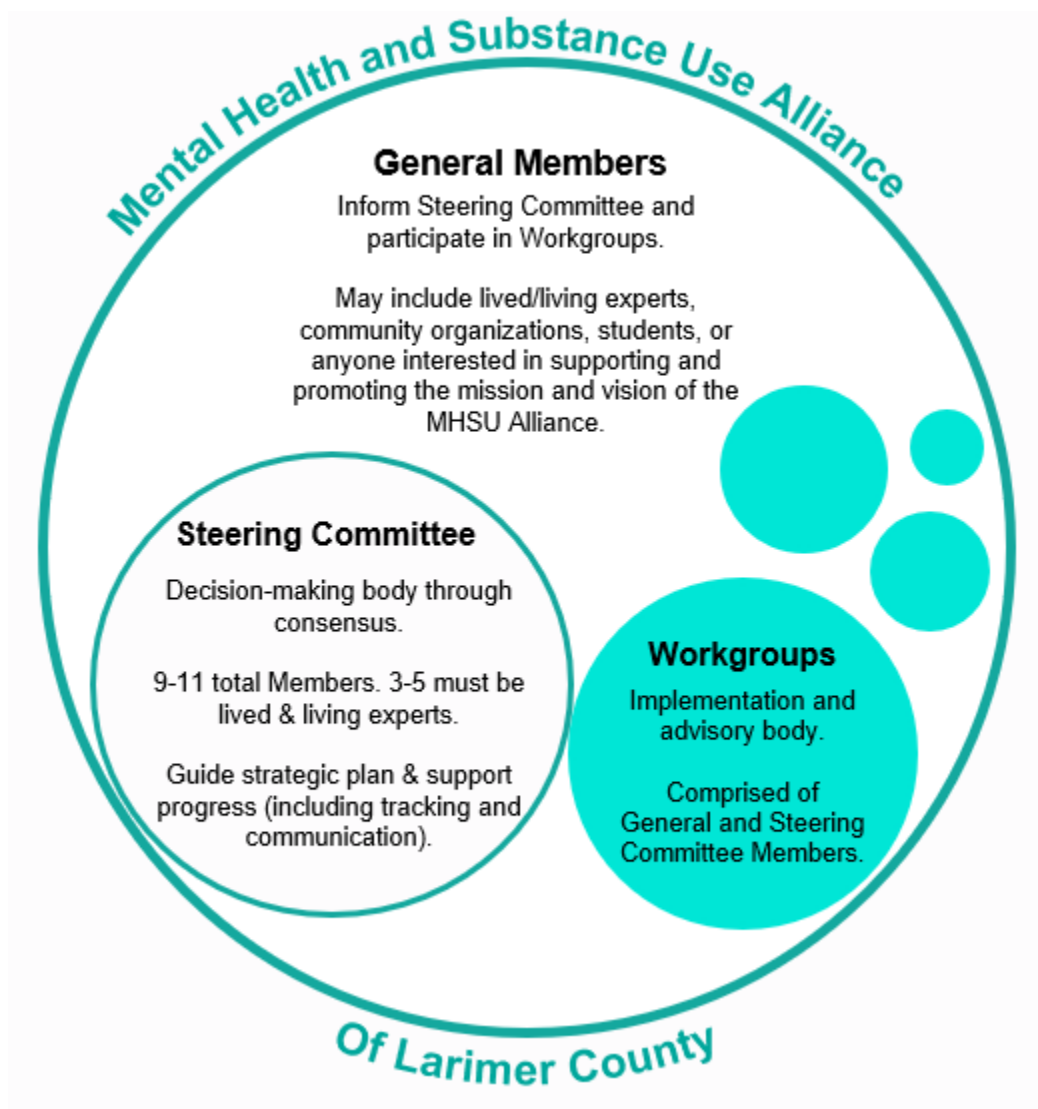 Mental Health and Substance Use Alliance
General Members
Inform Steering Committee and
participate in Workgroups.
May include lived/living experts,
community organizations, students, or
anyone interested in supporting and
promoting the mission and vision of the
MHSU Alliance.
Steering Committee
Decision-making body through
consensus.
9-11 total Members. 3-5 must be
lived & living experts.
Guide strategic plan & support
progress (including tracking and
communication).
Workgroups
Implementation and
advisory body.
Comprised of
General and Steering
Committee Members.
Of Larimer County